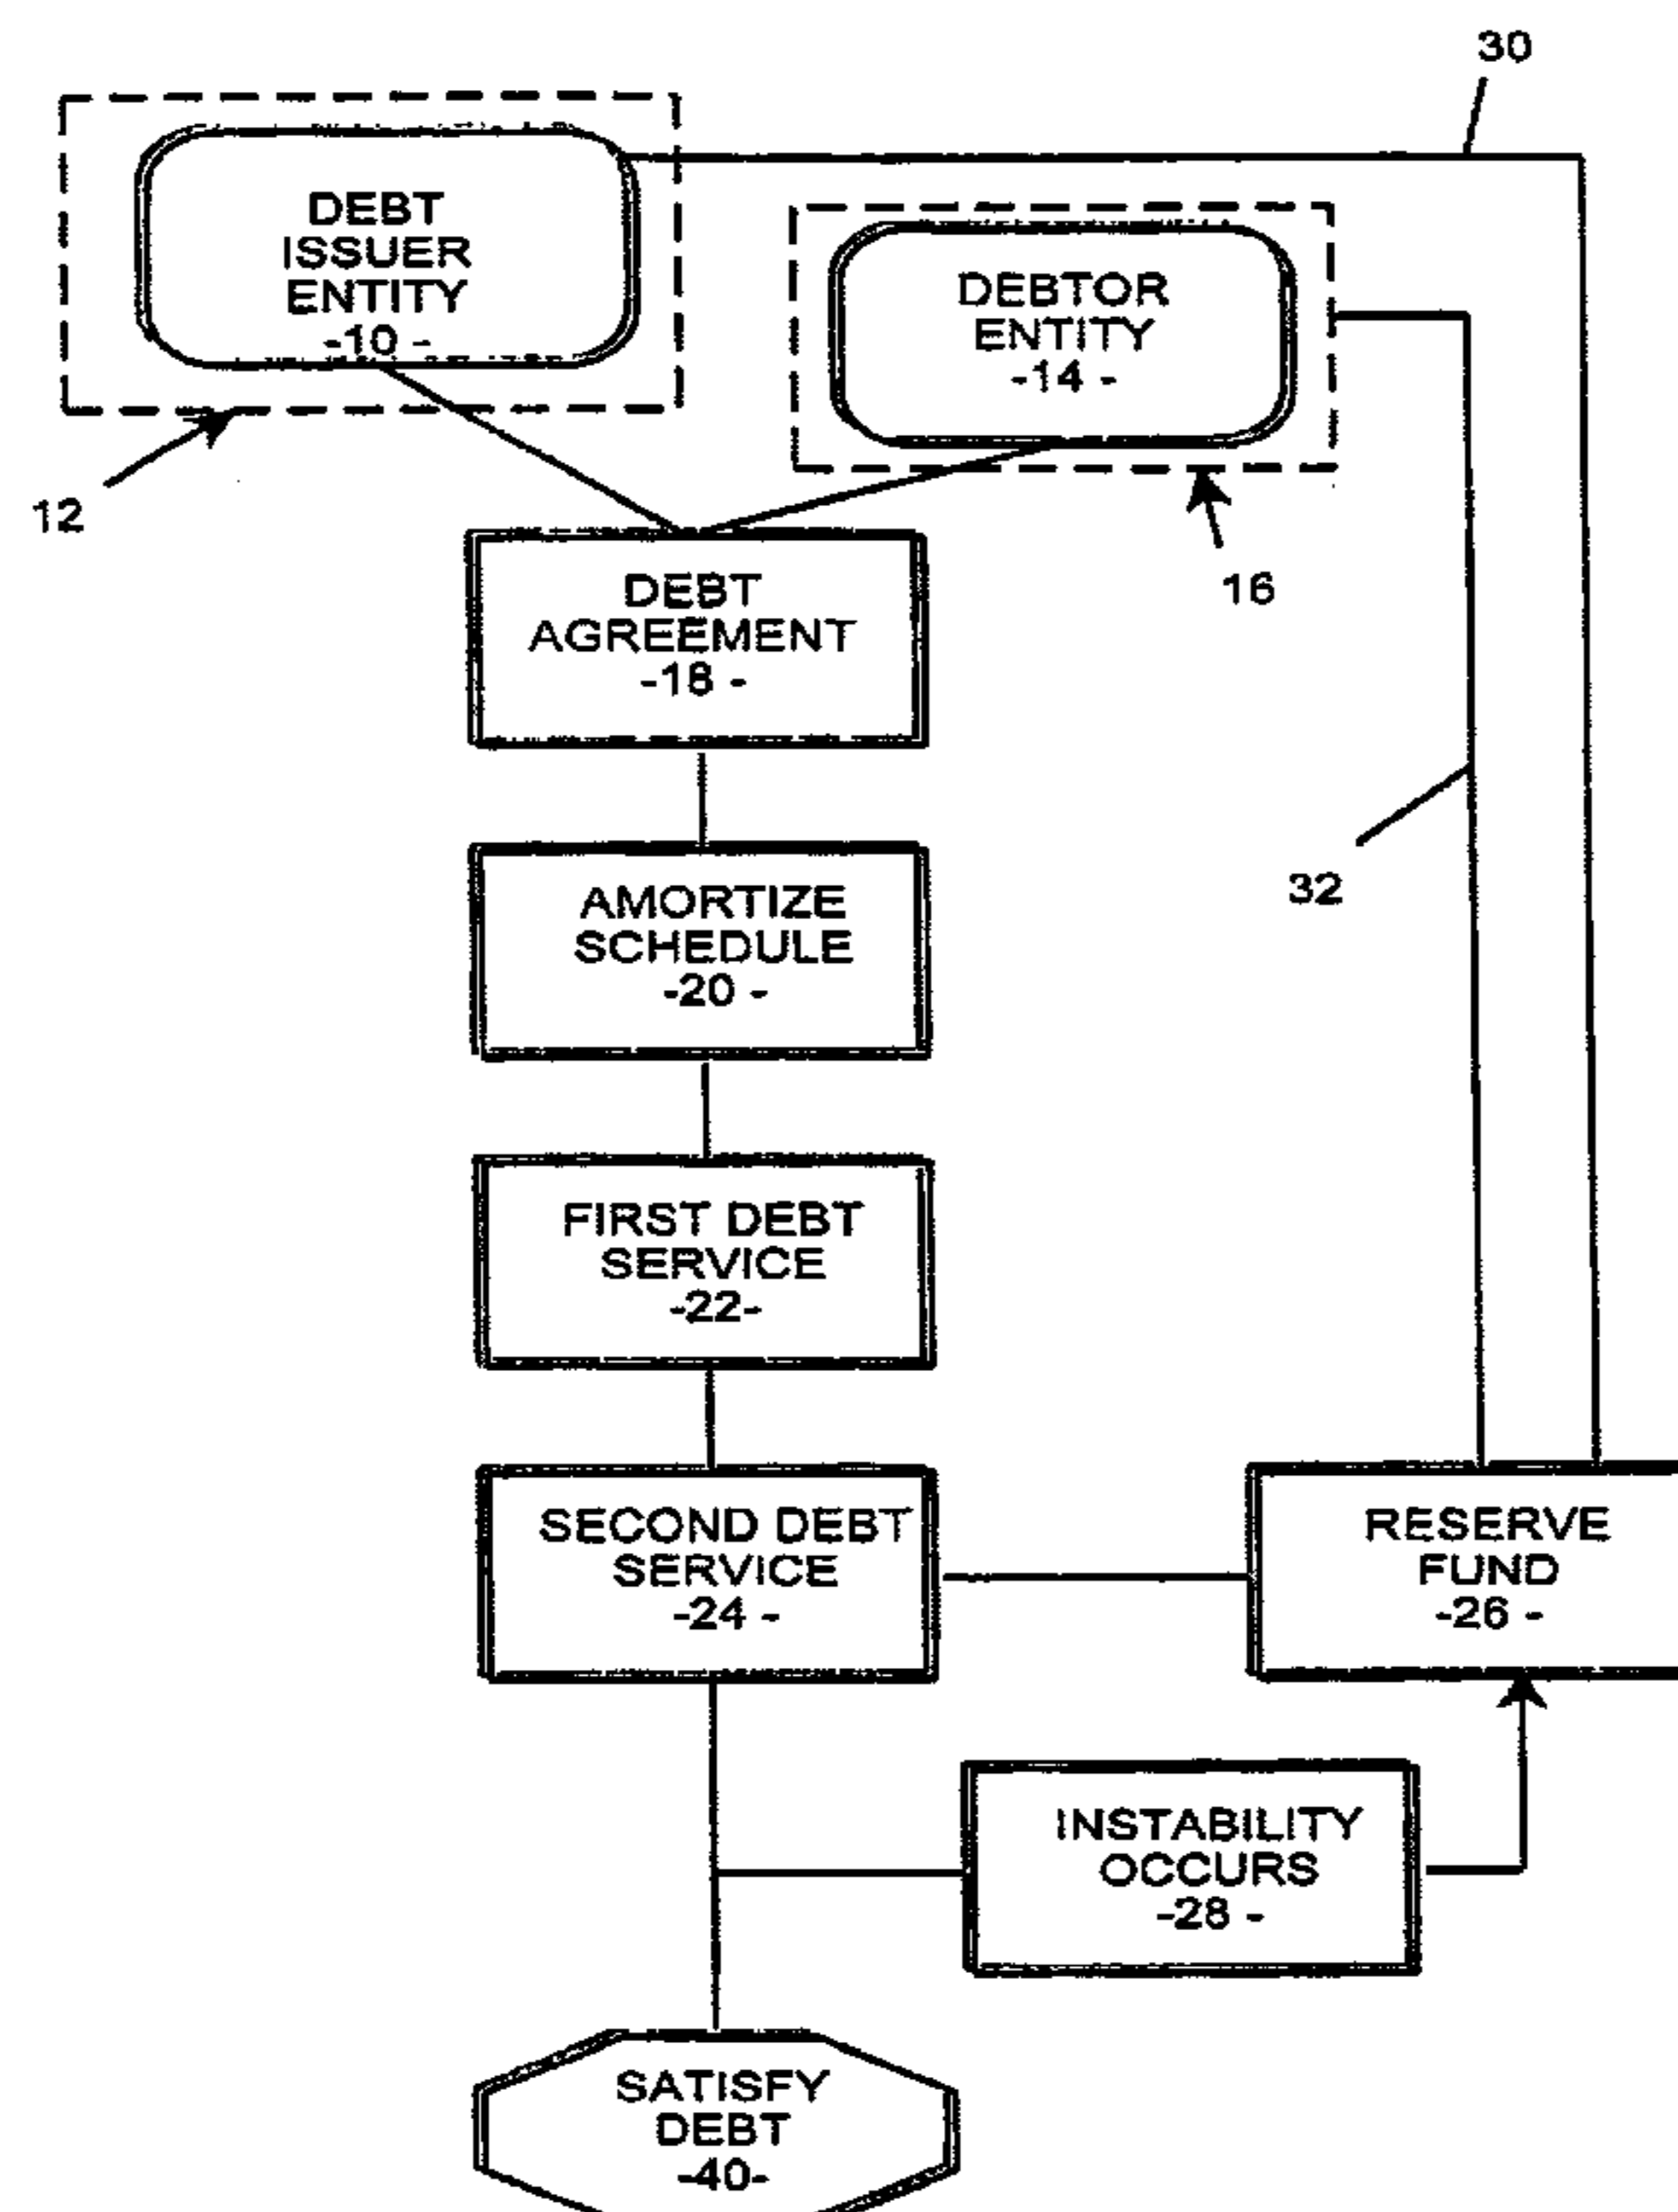 30
DEBT
ISSUER
ENTITY
-10 -
DEBTOR
ENTITY
-14 -
12
16
DEBT
AGREEMENT
-18 -
32
AMORTIZE
SCHEDULE
-20 -
FIRST DEBT
SERVICE
-22-
SECOND DEBT
SERVICE
-24 -
RESERVE
FUND
-26 -
INSTABILITY
OCCURS
-28 -
SATISFY
DEBT
-40-